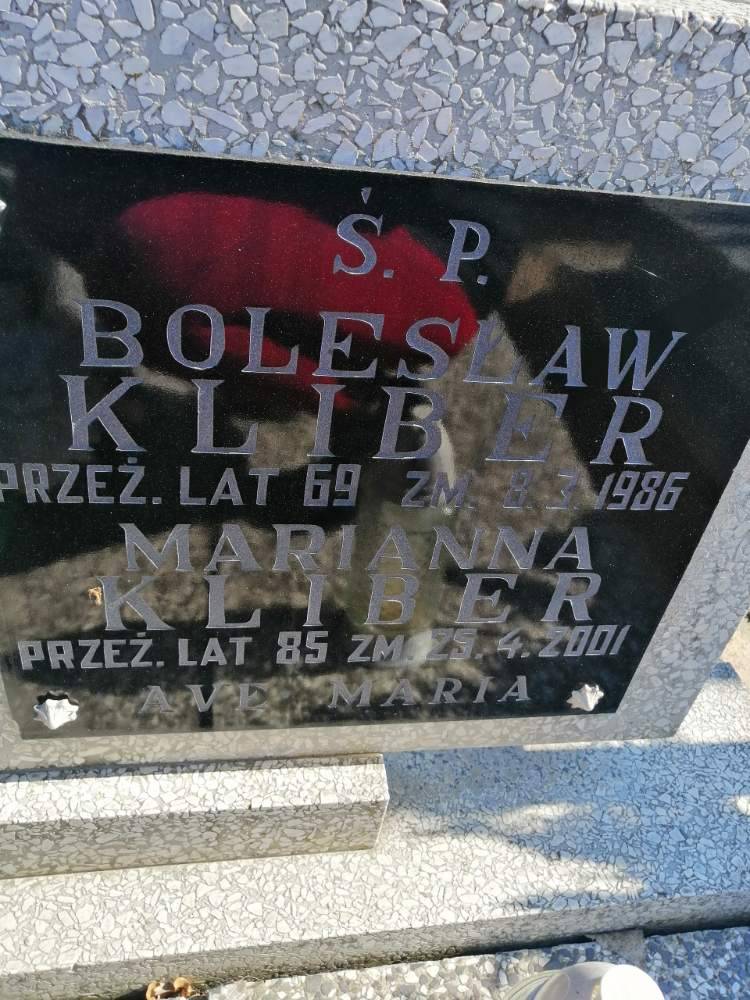 Ś. P.
BOLESŁAW
KLIBER
PRZEŻ. LAT 69 ZM. 8.3.1986
MARIANNA
KLIBER
PRZEŻ. LAT 85 ZM. 25.4.2001
AVE MARIA